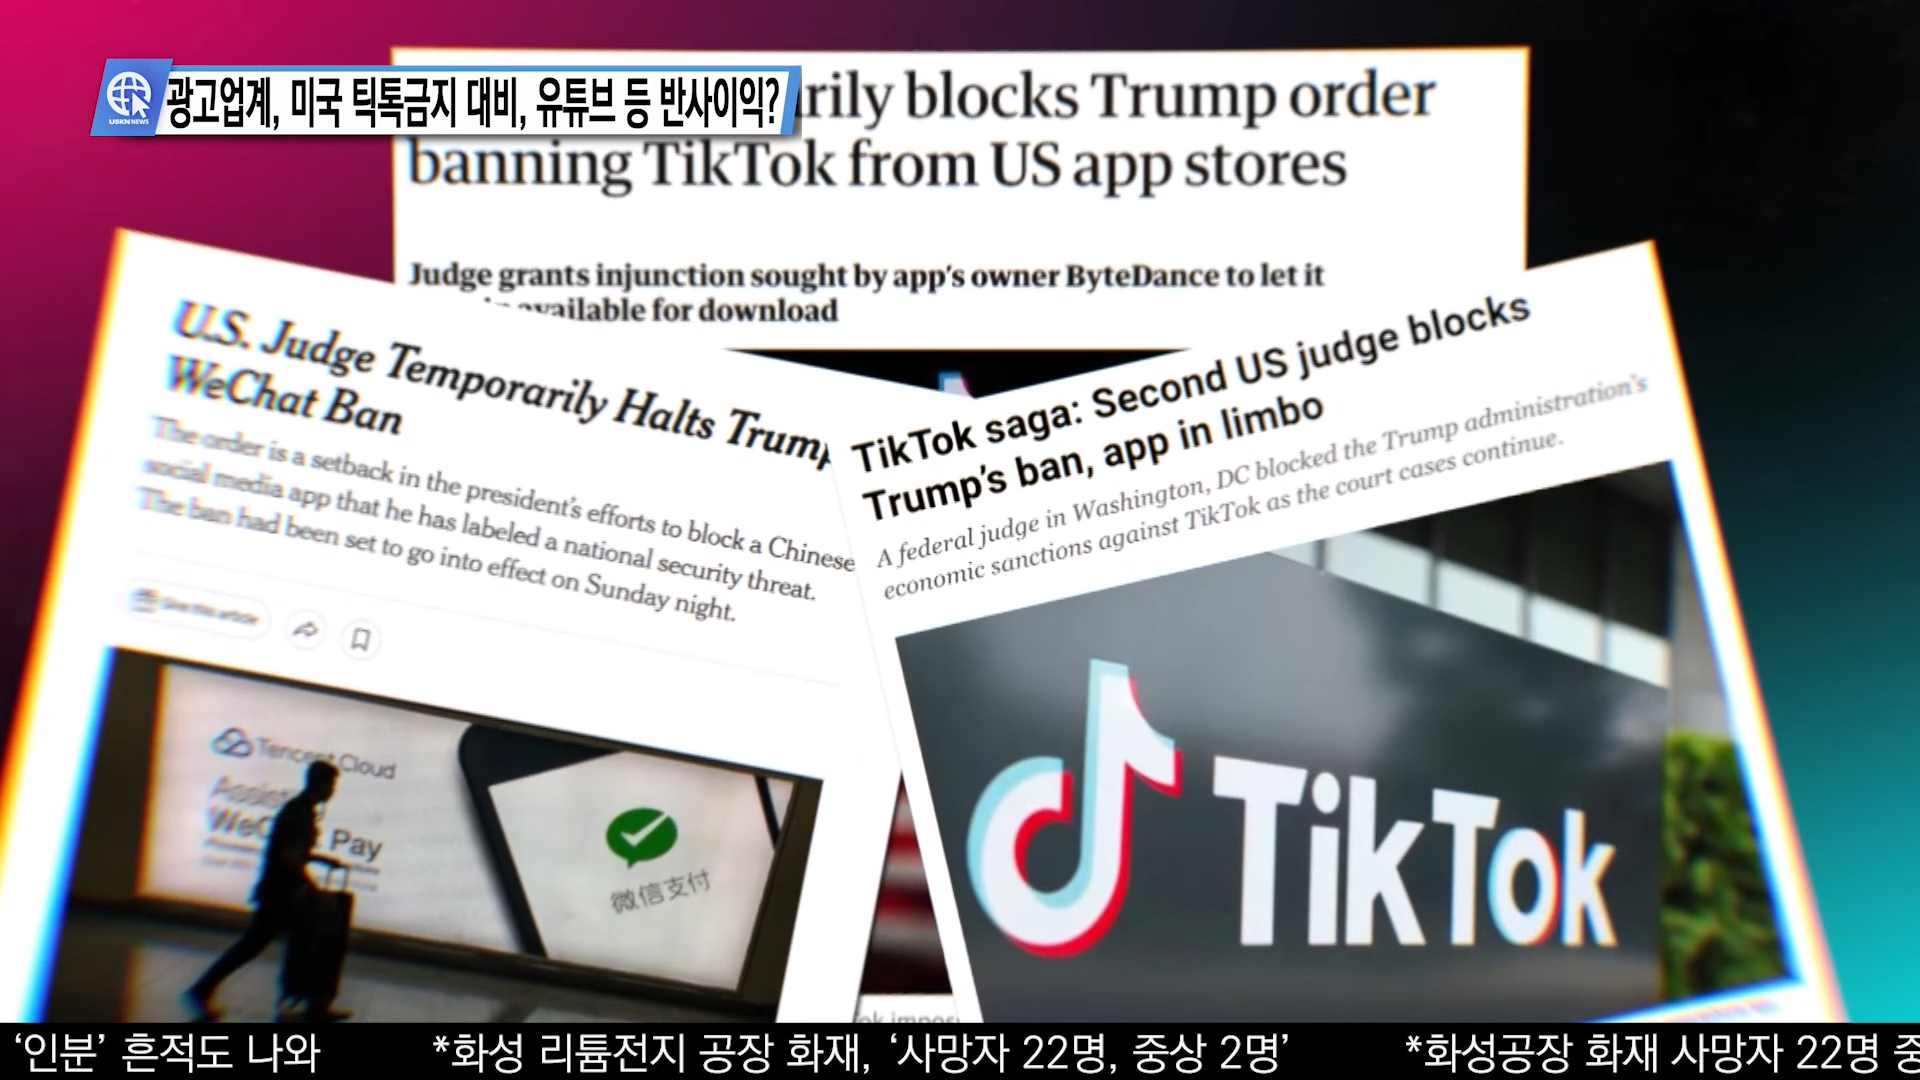 광고업계, 미국 틱톡금지 대비, 유튜브 등 반사이익?
USKN NEWS
rily blocks Trump order
banning TikTok from US app stores
Judge grants injunction sought by app's owner ByteDance to let it
available for download
U.S. Judge Temporarily Halts Trump
WeChat Ban
The order is a setback in the president's efforts to block a Chinese
social media app that he has labeled a national security threat.
The ban had been set to go into effect on Sunday night.
Give this article
TikTok saga: Second US judge blocks
Trump's ban, app in limbo
A federal judge in Washington, DC blocked the Trump administration's
economic sanctions against TikTok as the court cases continue.
Tencent Cloud
Pay
微信支付
TikTok
‘인분’ 흔적도 나와 *화성 리튬전지 공장 화재, ‘사망자 22명, 중상 2명’ *화성공장 화재 사망자 22명 중